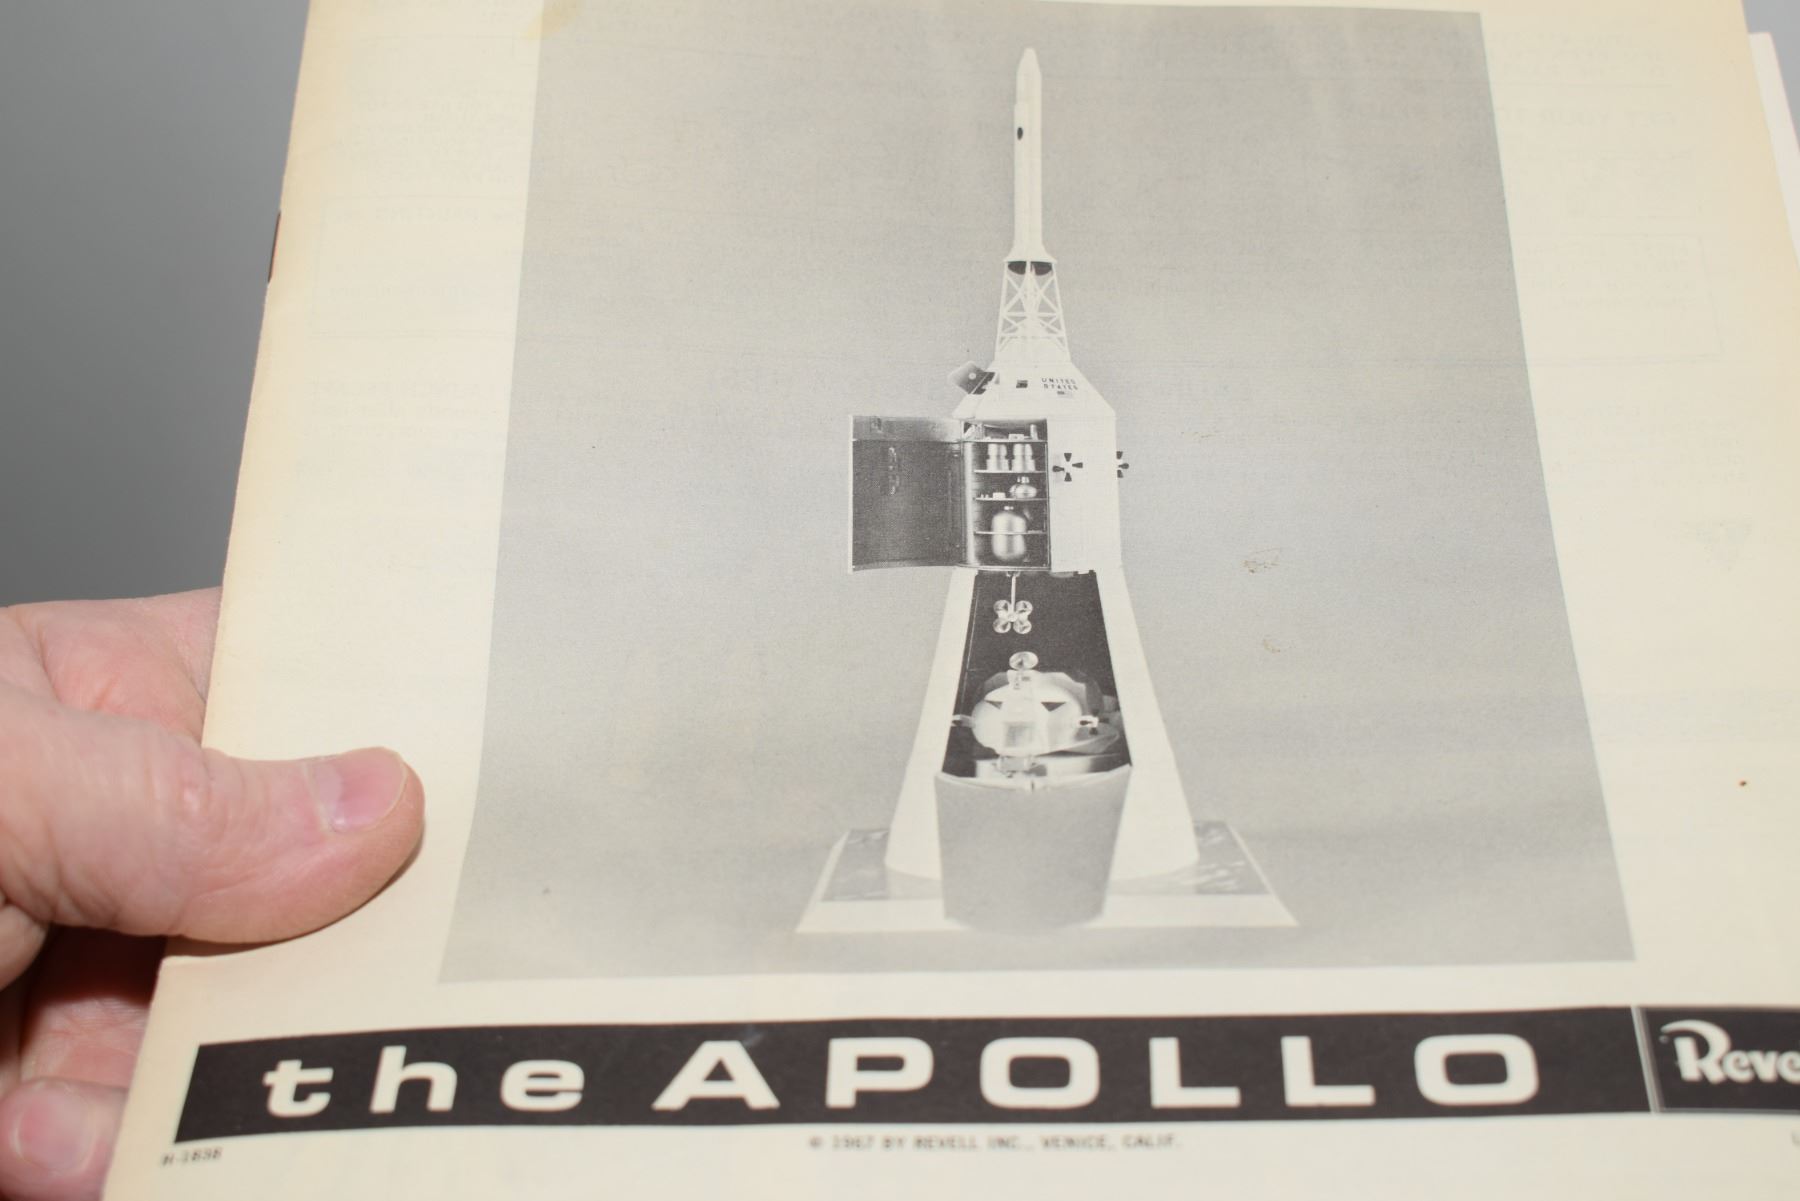 UNITED
STATES
the APOLLO
Reve
© 1967 BY REVELL INC., VENICE, CALIF.
H-1838